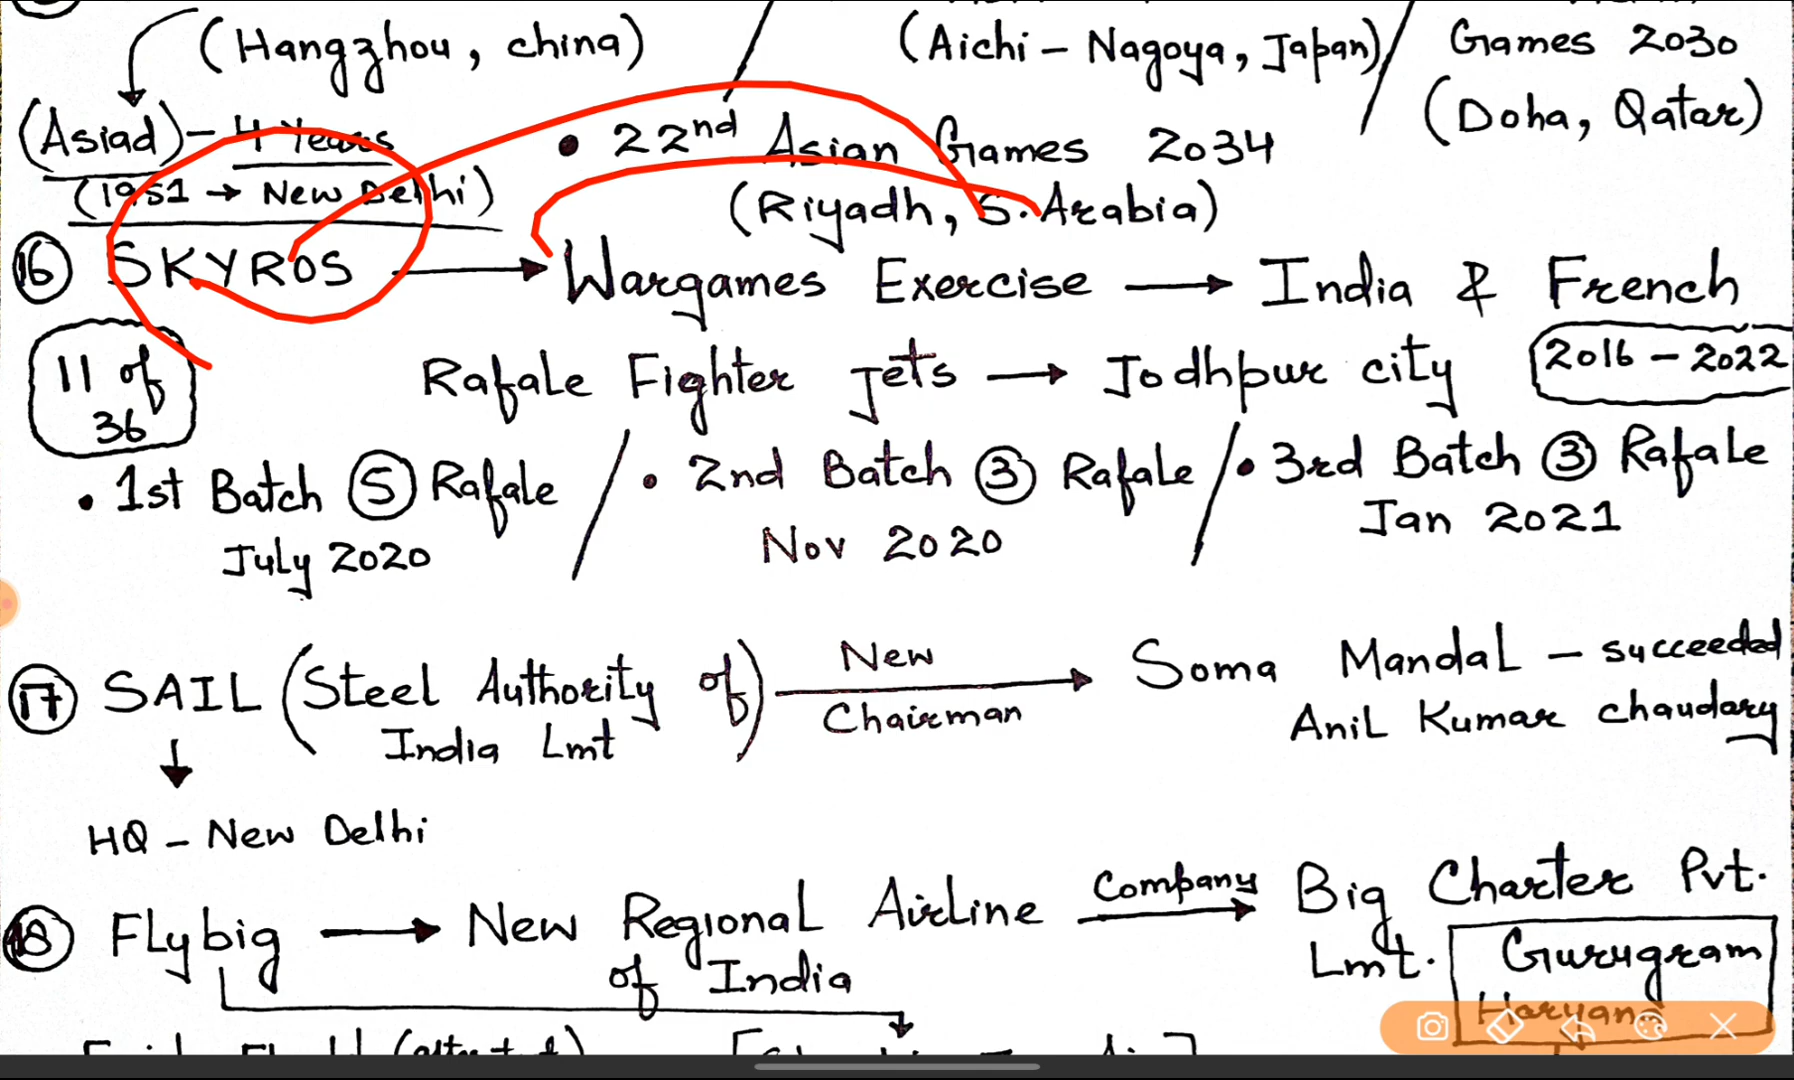 (Hangzhou, china) / (Aichi - Nagoya, Japan) / Games 2030
(Asiad) - 4 Years • 22nd Asian Games 2034 (Doha, Qatar)
(1951 → New Delhi) (Riyadh, S. Arabia)
16 SKYROS → Wargames Exercise → India & French
11 of 36 Rafale Fighter Jets → Jodhpur city 2016 - 2022
• 1st Batch 5 Rafale / • 2nd Batch 3 Rafale / • 3rd Batch 3 Rafale
July 2020 Nov 2020 Jan 2021
17 SAIL (Steel Authority of) New → Soma Mandal - succeeded
India Lmt Chairman Anil Kumar chaudary
↓
HQ - New Delhi
18 Flybig → New Regional Airline Company → Big Charter Pvt.
of India Lmt. Gurugram
Haryana